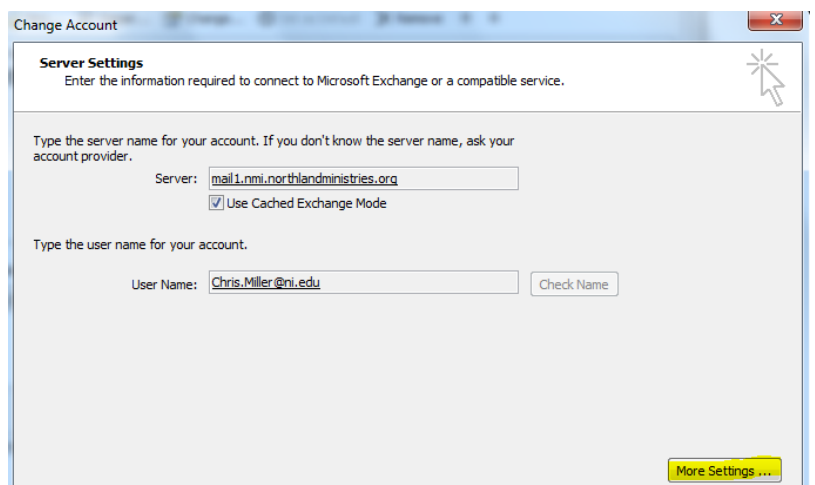 Change... Remove
Change Account
Server Settings
Enter the information required to connect to Microsoft Exchange or a compatible service.
Type the server name for your account. If you don't know the server name, ask your
account provider.
Server: mail1.nmi.northlandministries.org
Use Cached Exchange Mode
Type the user name for your account.
User Name: Chris.Miller@ni.edu Check Name
More Settings ...